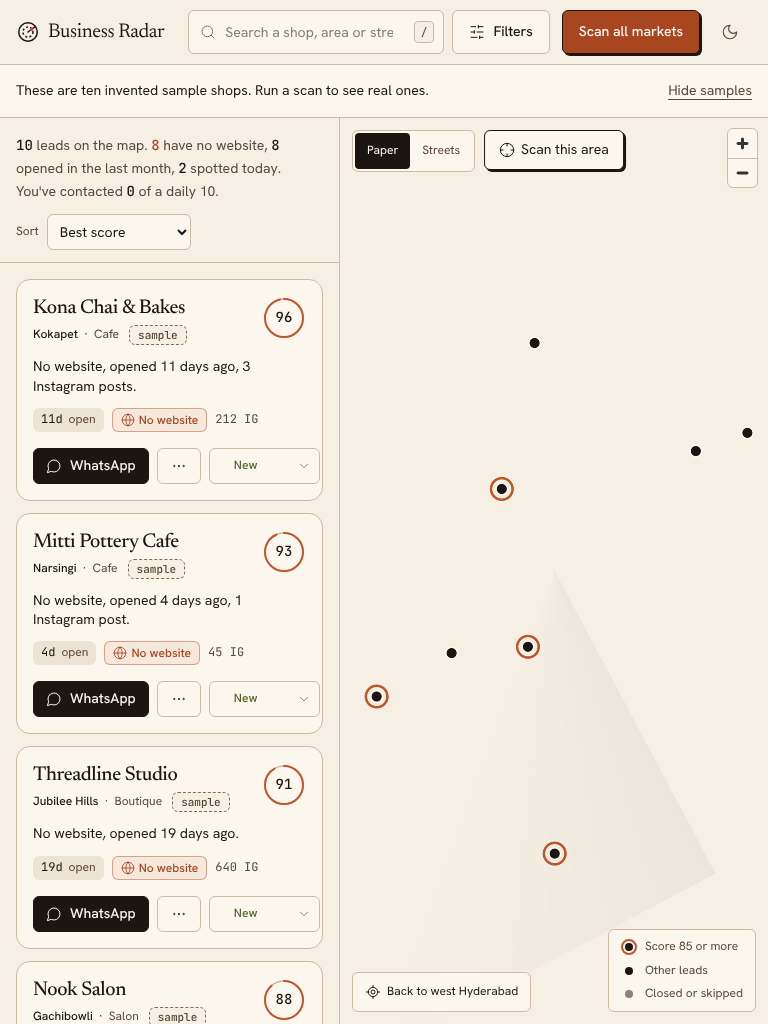 Business Radar
Search a shop, area or stre
/
Filters
Scan all markets
These are ten invented sample shops. Run a scan to see real ones.
Hide samples
10 leads on the map. 8 have no website, 8
opened in the last month, 2 spotted today.
You've contacted 0 of a daily 10.
Sort
Best score
Kona Chai & Bakes
96
Kokapet · Cafe sample
No website, opened 11 days ago, 3
Instagram posts.
11d open No website 212 IG
WhatsApp ··· New
Mitti Pottery Cafe
93
Narsingi · Cafe sample
No website, opened 4 days ago, 1
Instagram post.
4d open No website 45 IG
WhatsApp ··· New
Threadline Studio
91
Jubilee Hills · Boutique sample
No website, opened 19 days ago.
19d open No website 640 IG
WhatsApp ··· New
Nook Salon
88
Gachibowli · Salon sample
Paper
Streets
Scan this area
+
−
Back to west Hyderabad
Score 85 or more
Other leads
Closed or skipped